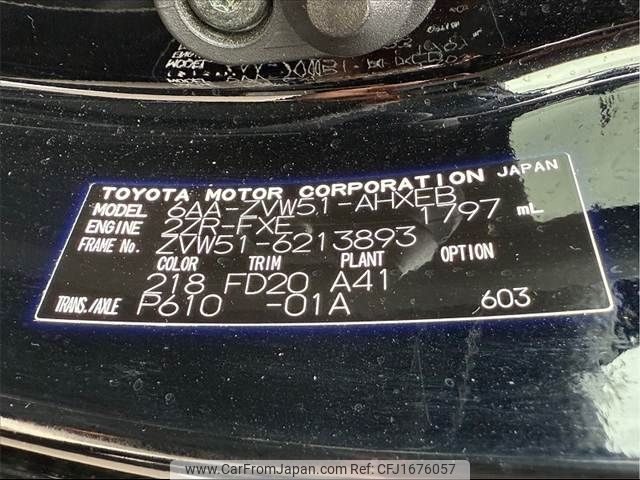 TOYOTA MOTOR CORPORATION JAPAN
MODEL 6AA-ZVW51-AHXEB
ENGINE 2ZR-FXE 1797 mL
FRAME No. ZVW51-6213893
COLOR TRIM PLANT OPTION
218 FD20 A41
TRANS./AXLE P610 -01A 603
www.CarFromJapan.com CFJ1676057